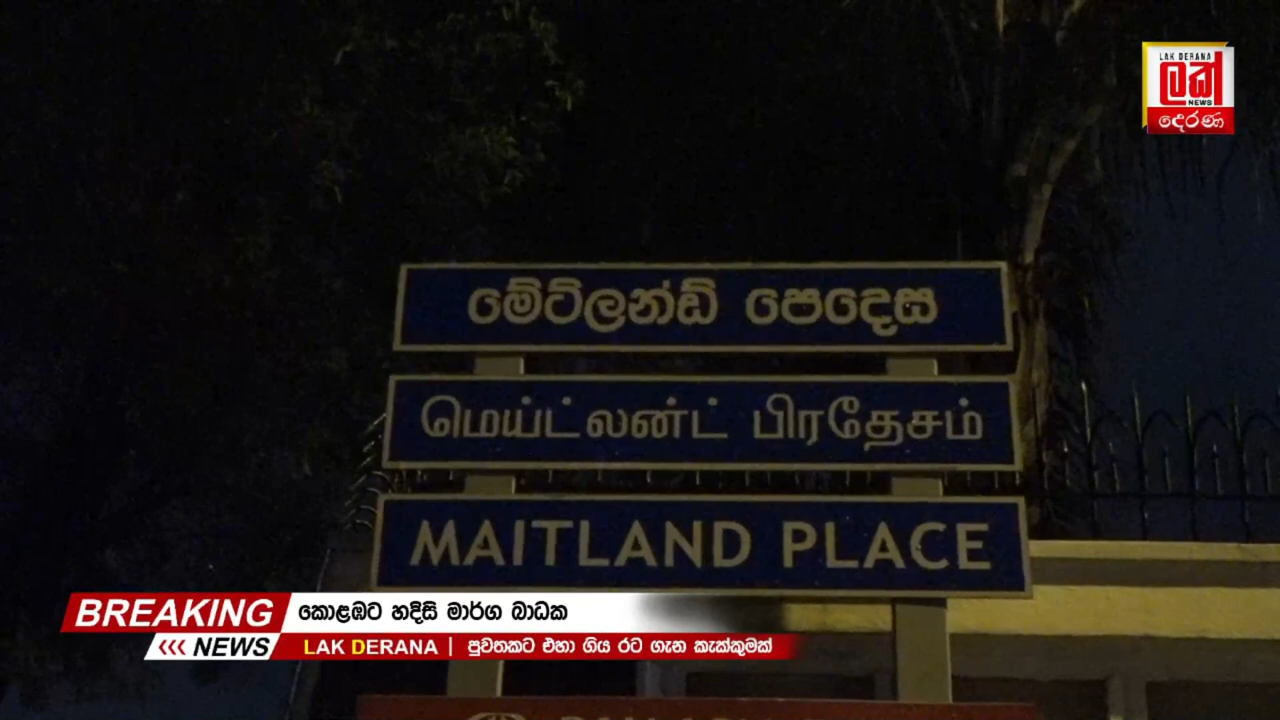 LAK DERANA
ලක්
NEWS
දෙරණ
මේට්ලන්ඩ් පෙදෙස
மெய்ட்லண்ட் பிரதேசம்
MAITLAND PLACE
BREAKING
NEWS
කොළඹට හදිසි මාර්ග බාධක
LAK DERANA | පුවතකට එහා ගිය රට ගැන කැක්කුමක්